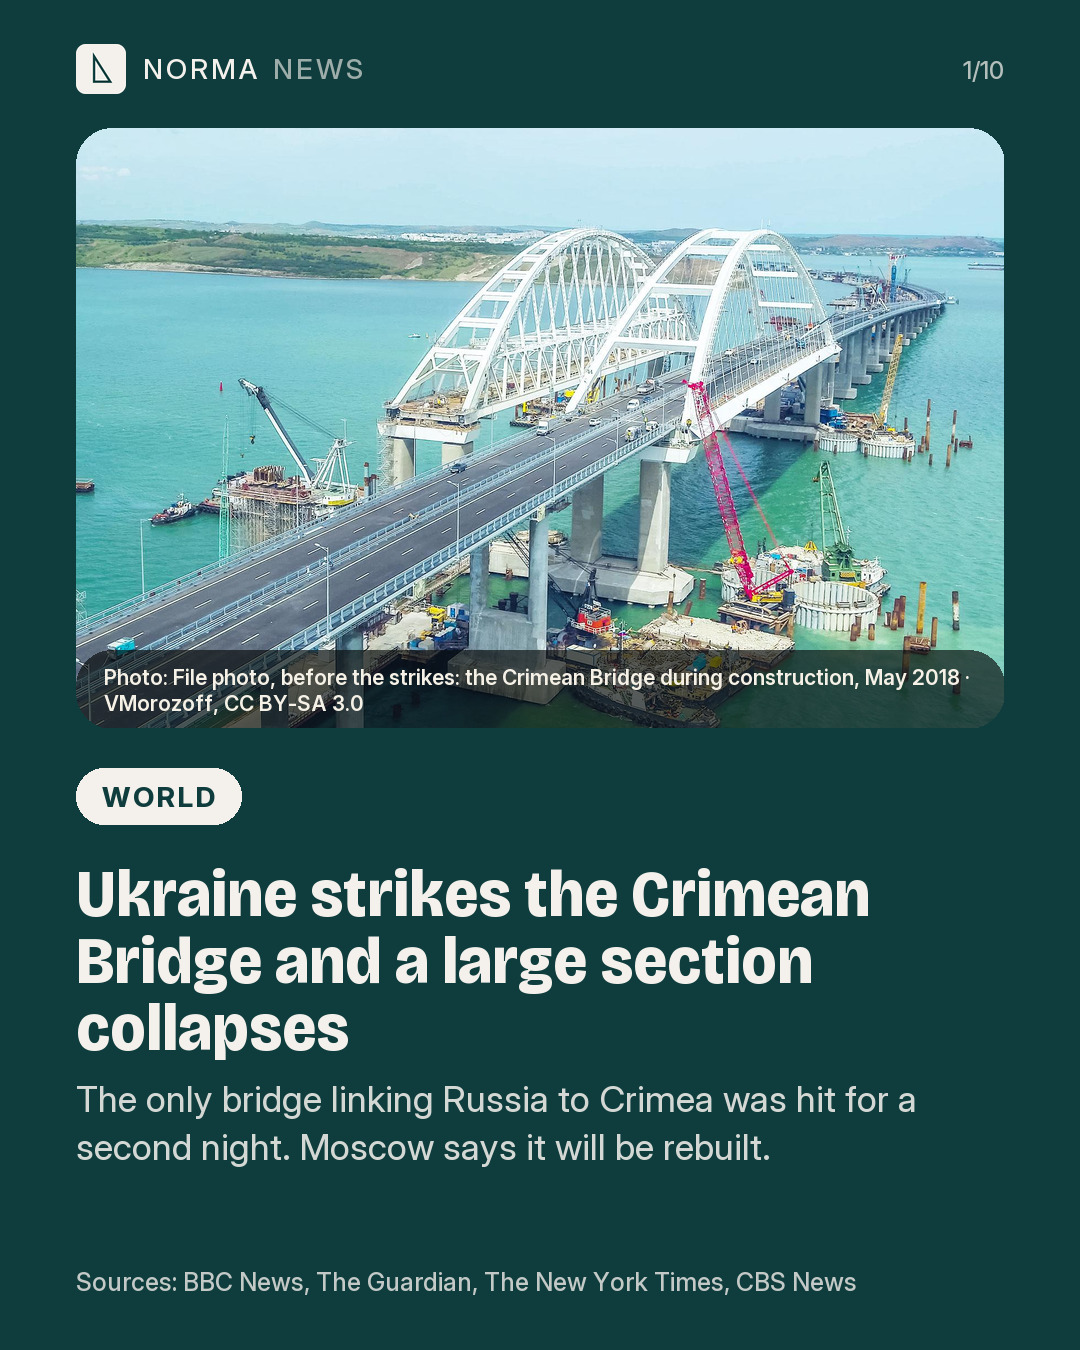 NORMA NEWS
1/10
Photo: File photo, before the strikes: the Crimean Bridge during construction, May 2018 ·
VMorozoff, CC BY-SA 3.0
WORLD
Ukraine strikes the Crimean
Bridge and a large section
collapses
The only bridge linking Russia to Crimea was hit for a
second night. Moscow says it will be rebuilt.
Sources: BBC News, The Guardian, The New York Times, CBS News